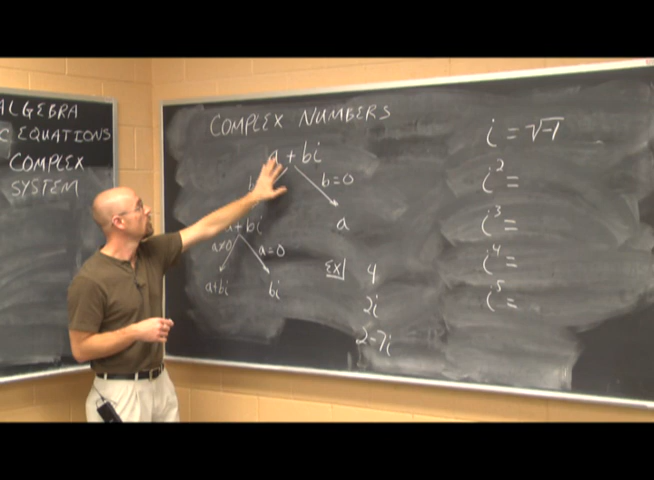 ALGEBRA
EQUATIONS
COMPLEX
SYSTEM
COMPLEX NUMBERS
a + bi
b = 0
a + bi
a
a≠0
a=0
a+bi
bi
Ex
4
2i
2-7i
i = √-1
i² =
i³ =
i⁴ =
i⁵ =